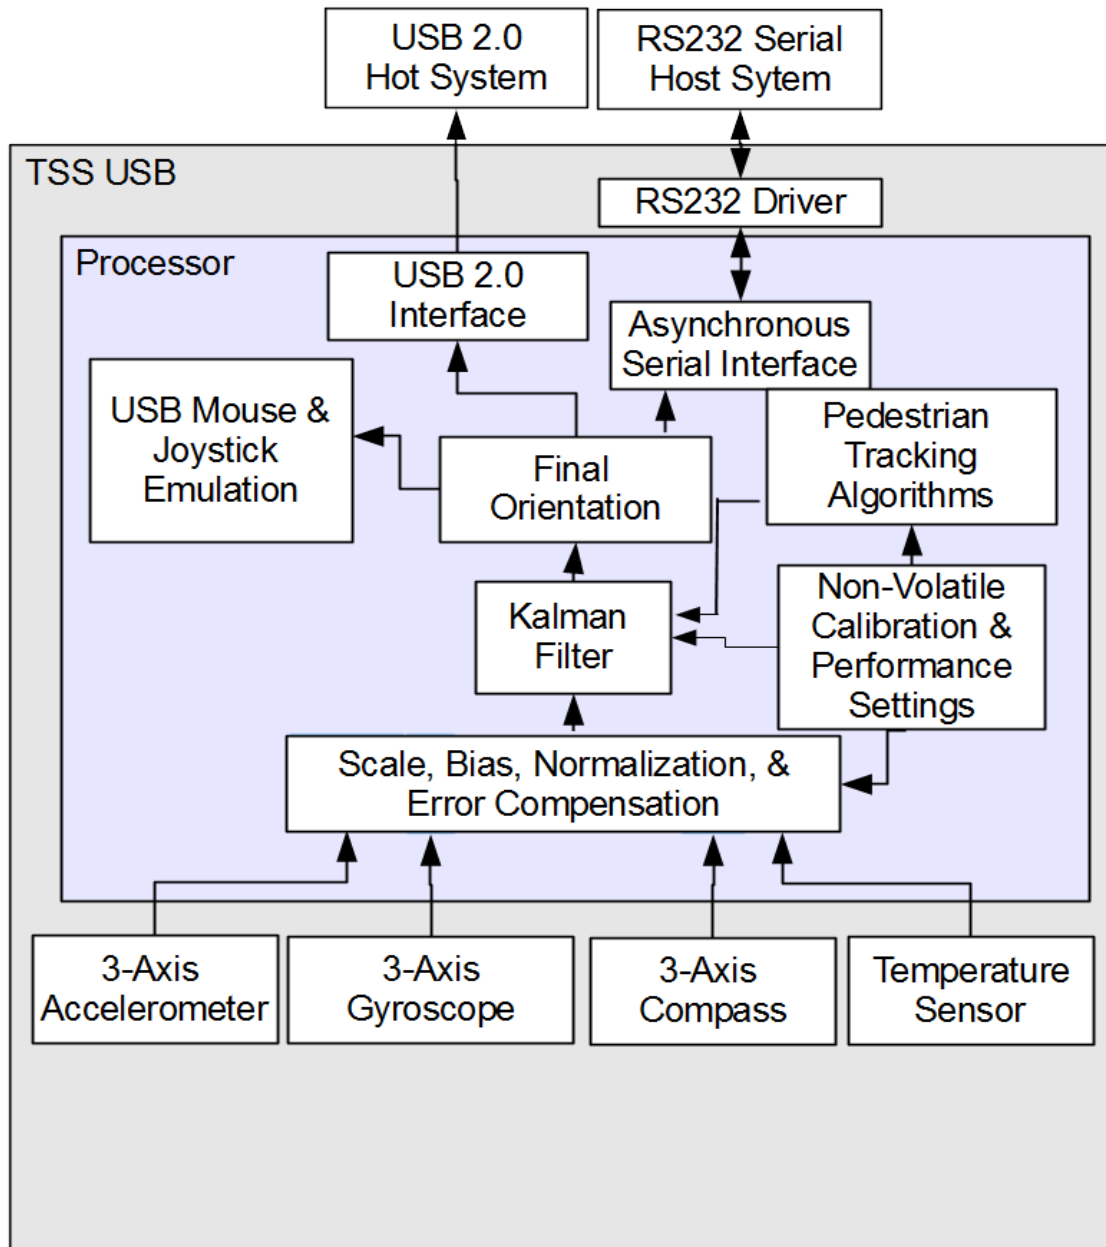 USB 2.0
Hot System
RS232 Serial
Host Sytem
TSS USB
RS232 Driver
Processor
USB 2.0
Interface
Asynchronous
Serial Interface
USB Mouse &
Joystick
Emulation
Final
Orientation
Pedestrian
Tracking
Algorithms
Kalman
Filter
Non-Volatile
Calibration &
Performance
Settings
Scale, Bias, Normalization, &
Error Compensation
3-Axis
Accelerometer
3-Axis
Gyroscope
3-Axis
Compass
Temperature
Sensor